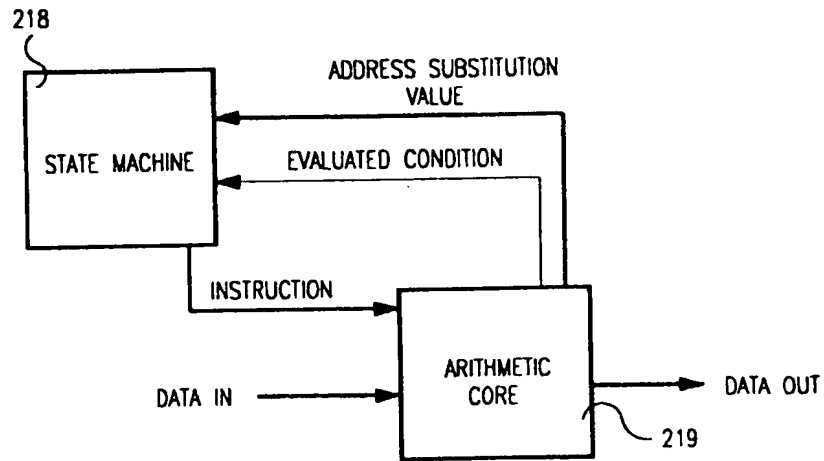 218
ADDRESS SUBSTITUTION
VALUE
STATE MACHINE
EVALUATED CONDITION
INSTRUCTION
ARITHMETIC
CORE
DATA IN
DATA OUT
219